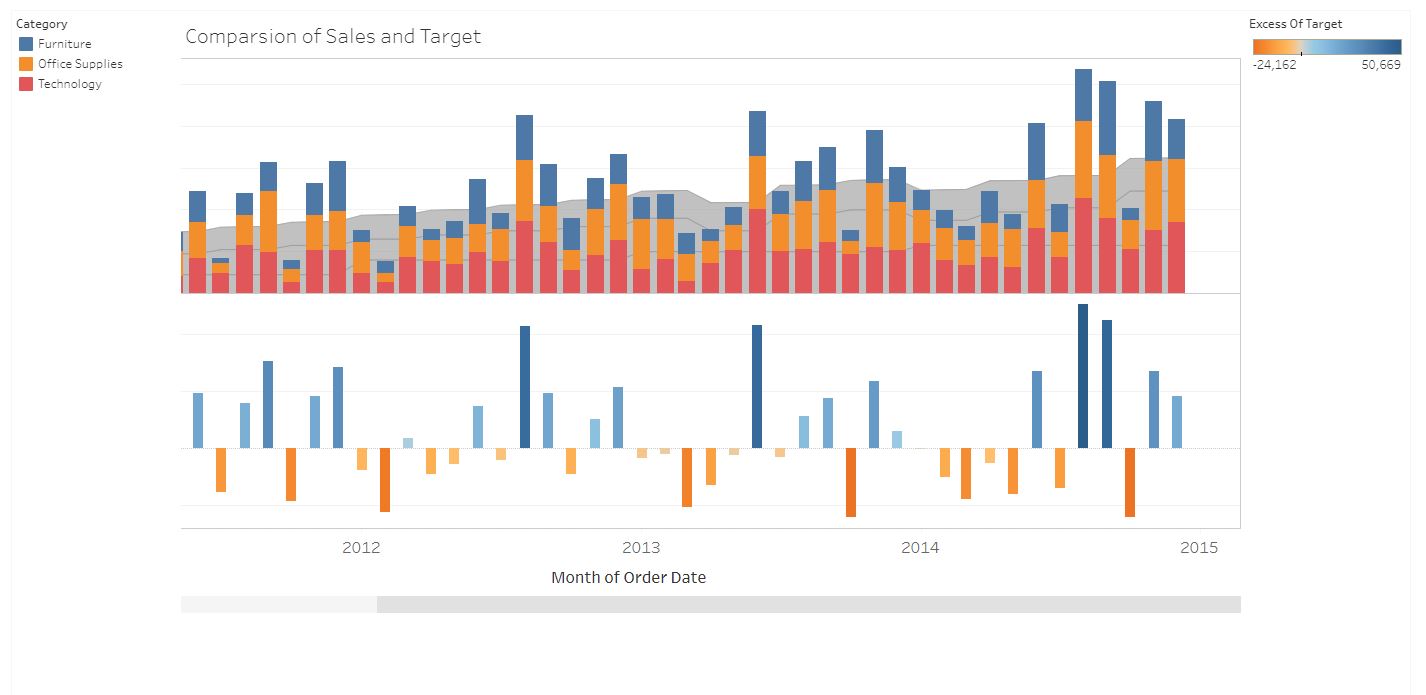 Category
Furniture
Office Supplies
Technology
Comparsion of Sales and Target
Excess Of Target
-24,162 50,669
2012 2013 2014 2015
Month of Order Date